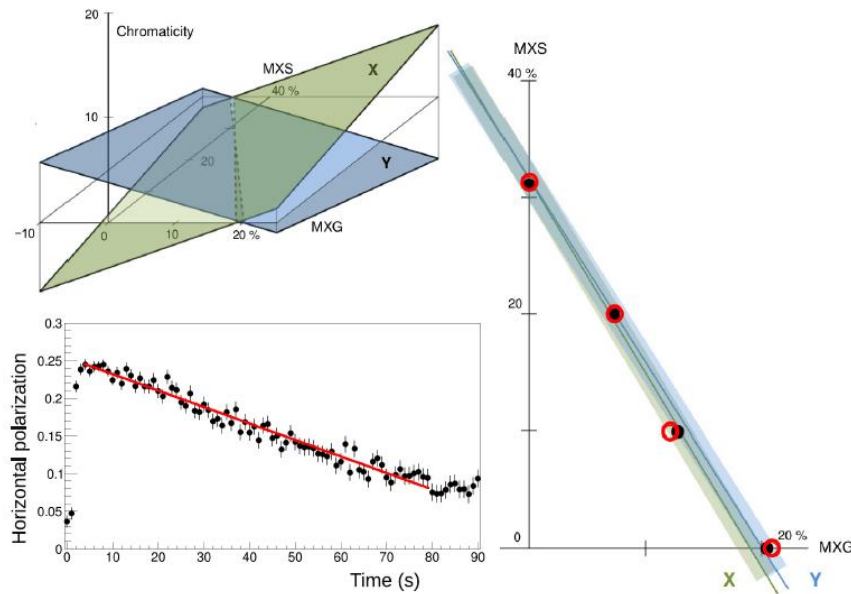 20
Chromaticity
MXS
X
40 %
10
20
Y
−10
0
10
20 %
MXG
0.3
0.25
0.2
0.15
0.1
0.05
0
Horizontal polarization
0 10 20 30 40 50 60 70 80 90
Time (s)
MXS
40 %
20
0
20 %
MXG
X Y